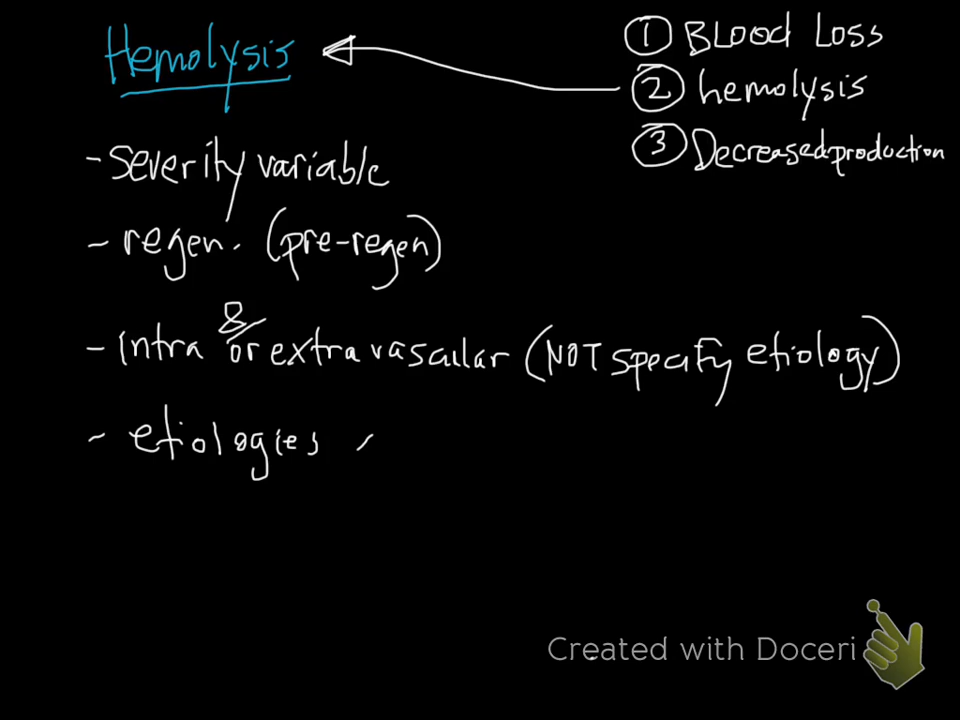 Hemolysis
① Blood Loss
② hemolysis
③ Decreased production
- severity variable
- regen. (pre-regen)
&
- intra or extravascular (NOT specify etiology)
- etiologies
Created with Doceri